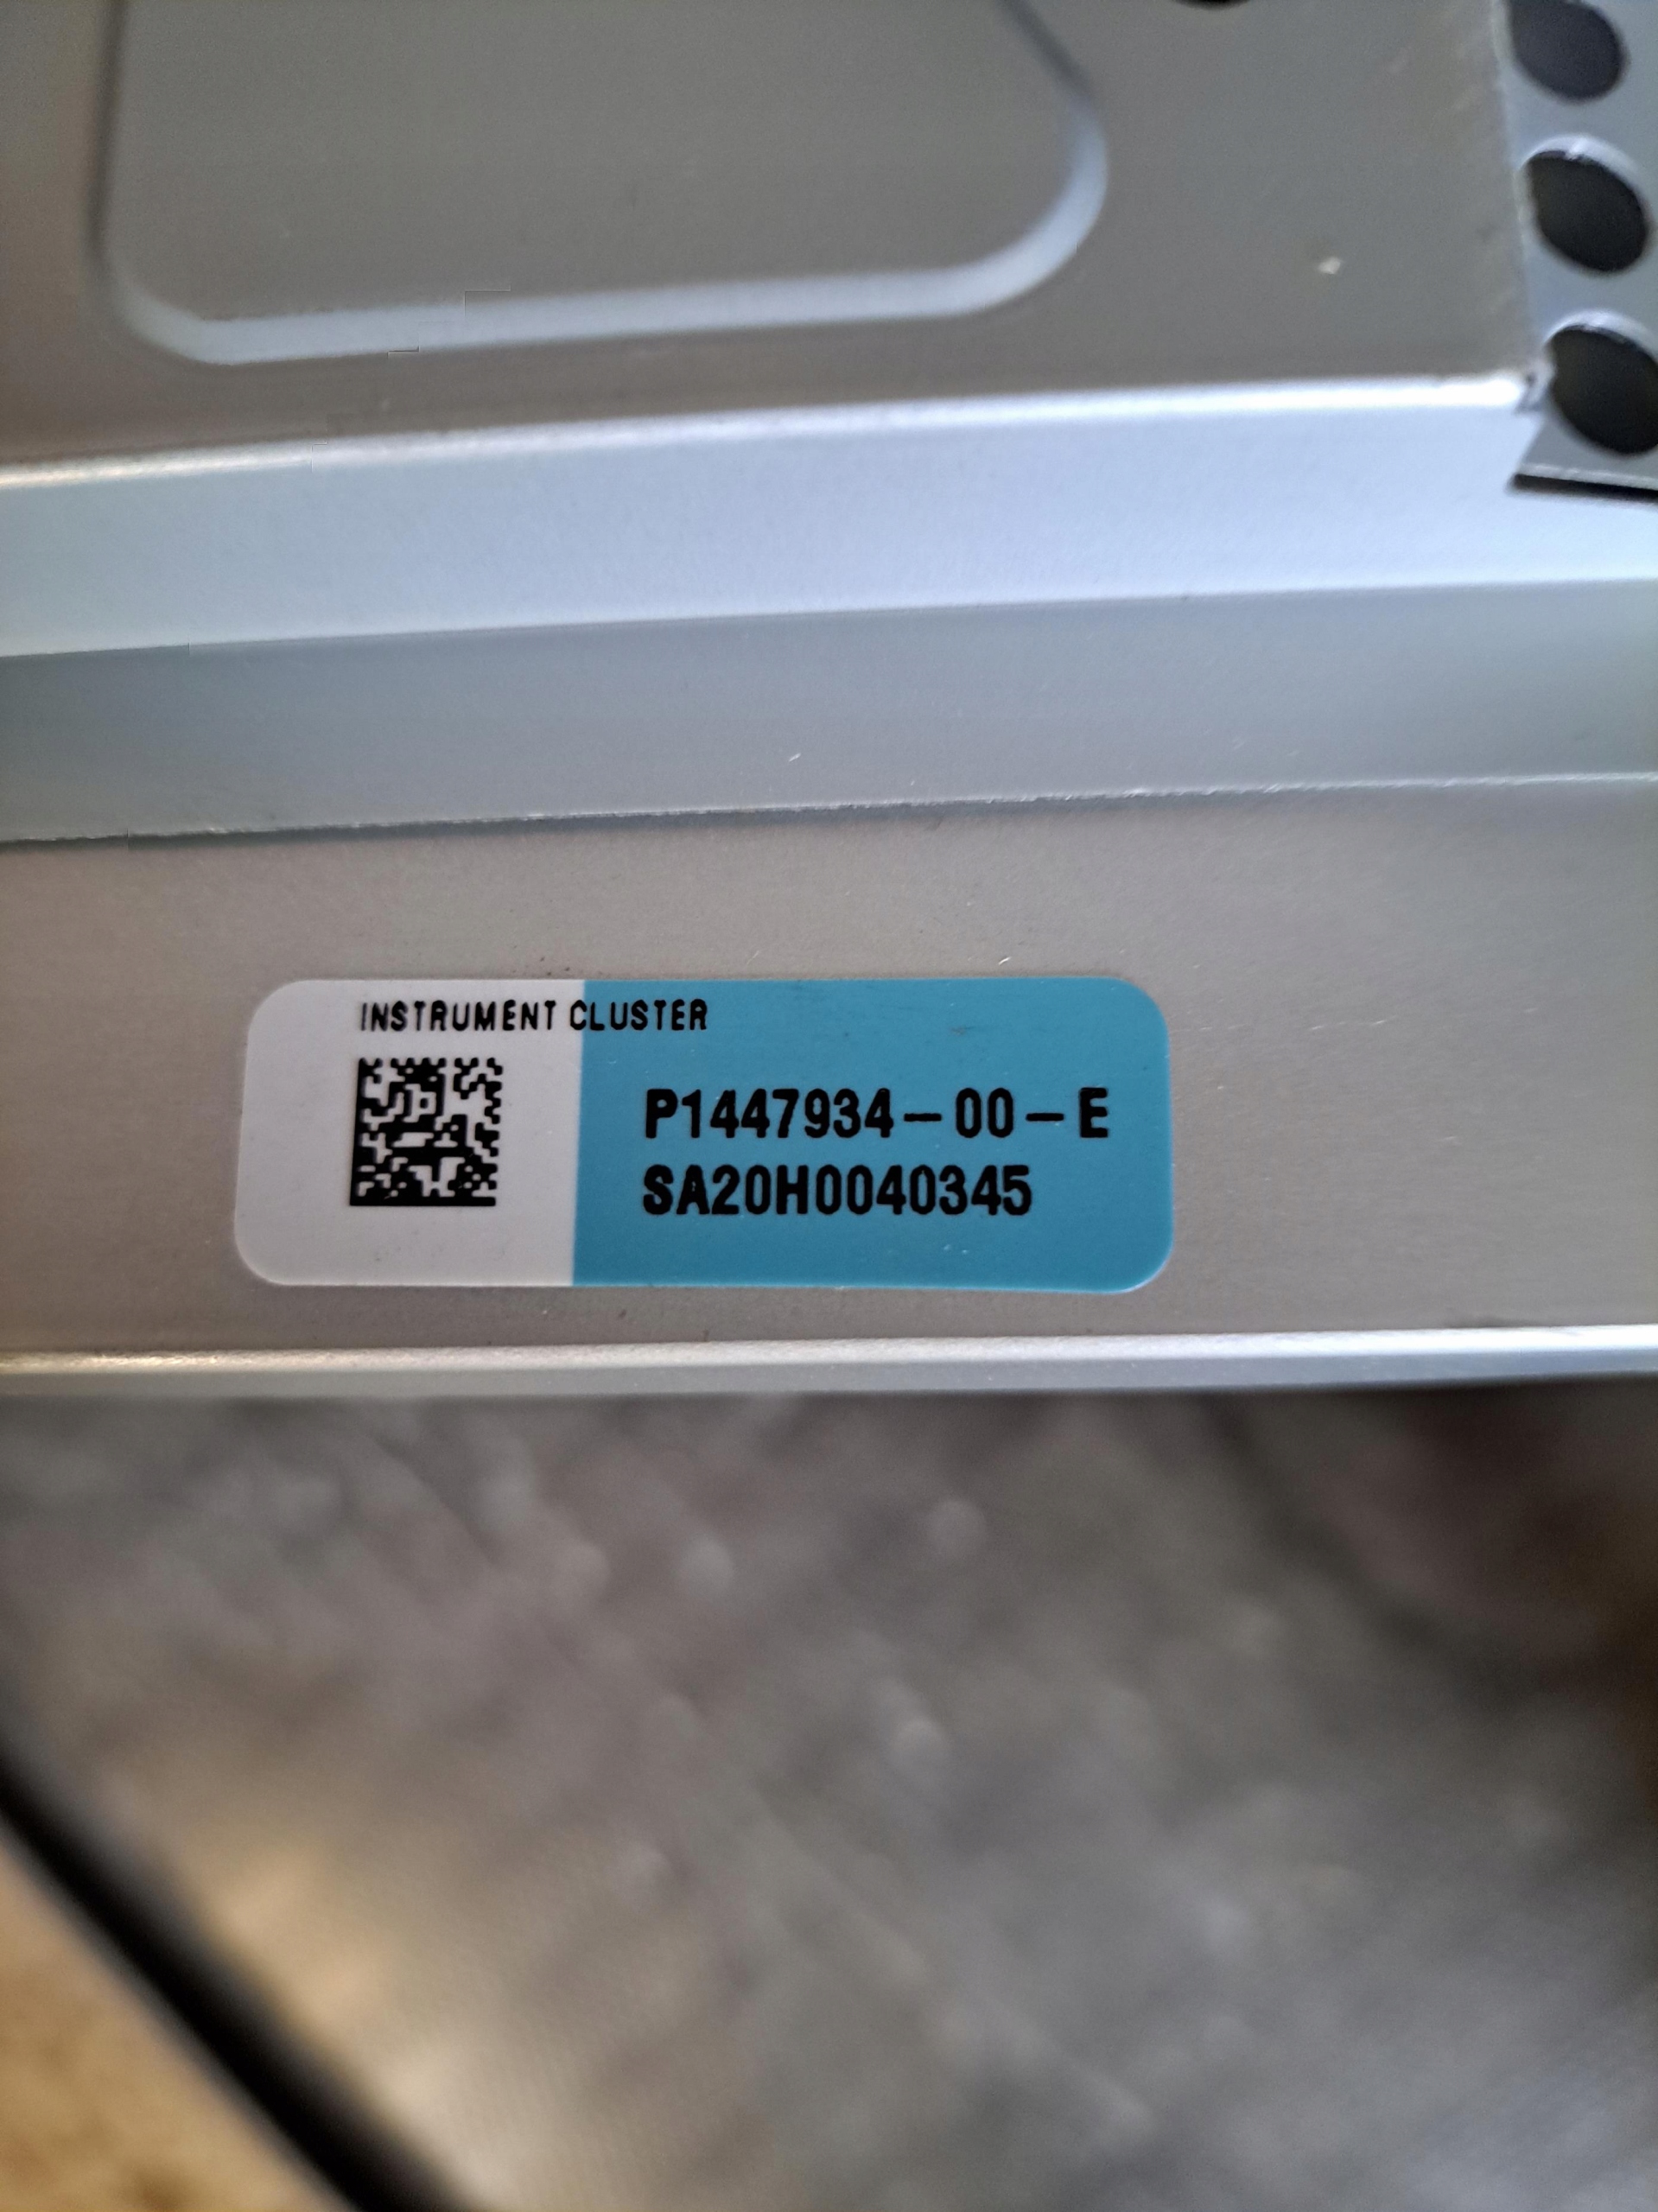 INSTRUMENT CLUSTER
P1447934-00-E
SA20H0040345